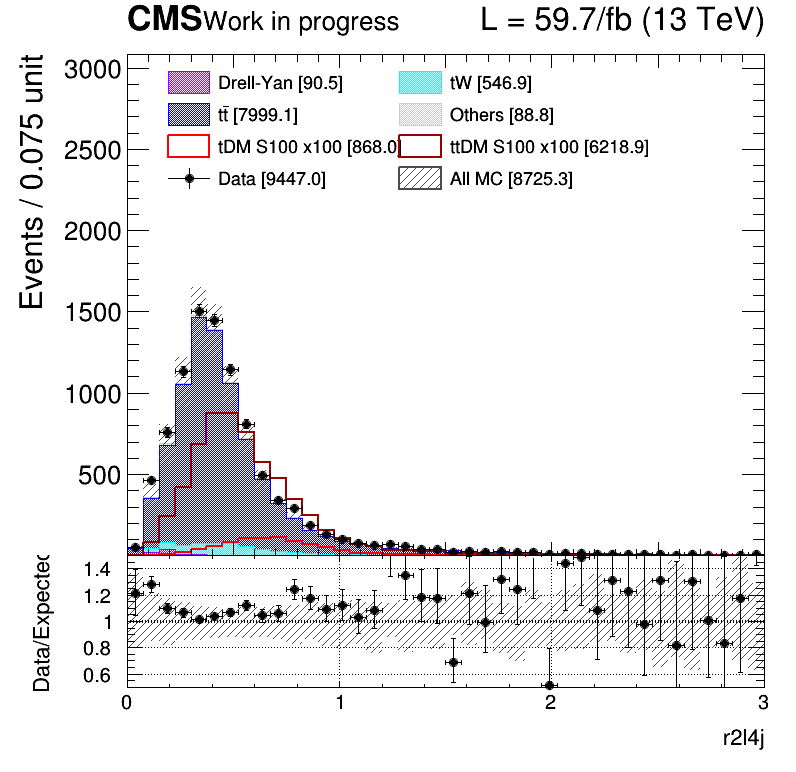 CMS Work in progress L = 59.7/fb (13 TeV)
Events / 0.075 unit
3000
2500
2000
1500
1000
500
Drell-Yan [90.5] tW [546.9]
tt̄ [7999.1] Others [88.8]
tDM S100 x100 [868.0] ttDM S100 x100 [6218.9]
Data [9447.0] All MC [8725.3]
Data/Expected
1.4
1.2
1
0.8
0.6
0 1 2 3
r2l4j